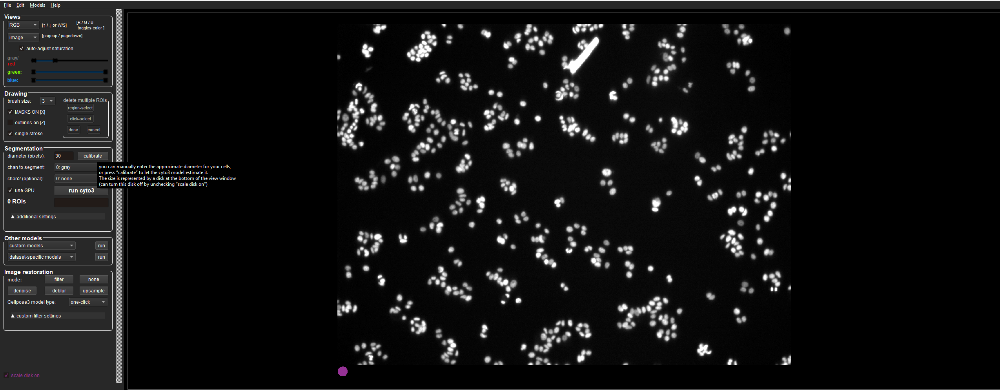 File Edit Models Help
Views
RGB [↑ / ↓ or W/S] [R / G / B
toggles color ]
image [pageup / pagedown]
auto-adjust saturation
gray/
red
green:
blue:
Drawing
brush size: 3 delete multiple ROIs
region-select
MASKS ON [X]
click-select
outlines on [Z]
done cancel
single stroke
Segmentation
diameter (pixels): 30 calibrate
chan to segment: 0: gray
chan2 (optional): 0: none
you can manually enter the approximate diameter for your cells,
or press “calibrate” to let the cyto3 model estimate it.
The size is represented by a disk at the bottom of the view window
(can turn this disk off by unchecking “scale disk on”)
use GPU run cyto3
0 ROIs
▲ additional settings
Other models
custom models run
dataset-specific models run
Image restoration
mode: filter none
denoise deblur upsample
Cellpose3 model type: one-click
▲ custom filter settings
scale disk on